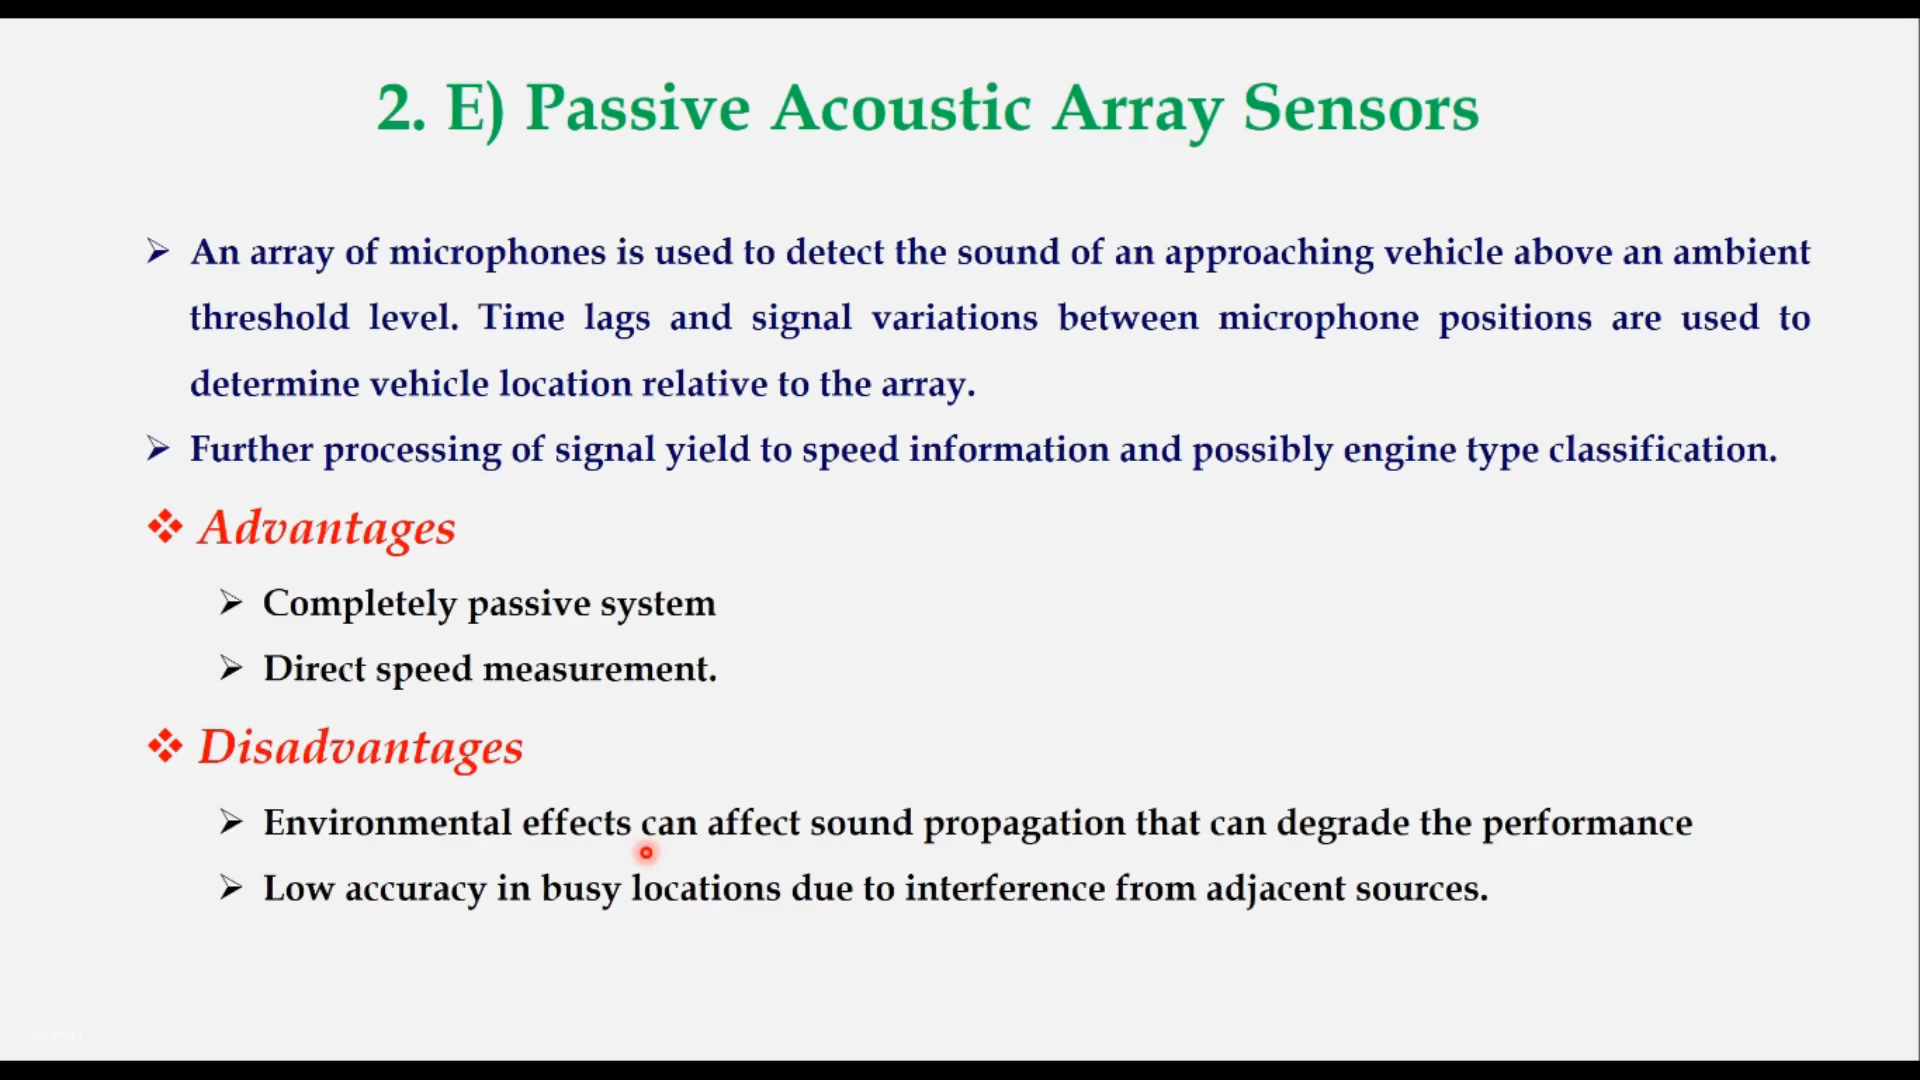 2. E) Passive Acoustic Array Sensors
An array of microphones is used to detect the sound of an approaching vehicle above an ambient
threshold level. Time lags and signal variations between microphone positions are used to
determine vehicle location relative to the array.
Further processing of signal yield to speed information and possibly engine type classification.
Advantages
Completely passive system
Direct speed measurement.
Disadvantages
Environmental effects can affect sound propagation that can degrade the performance
Low accuracy in busy locations due to interference from adjacent sources.